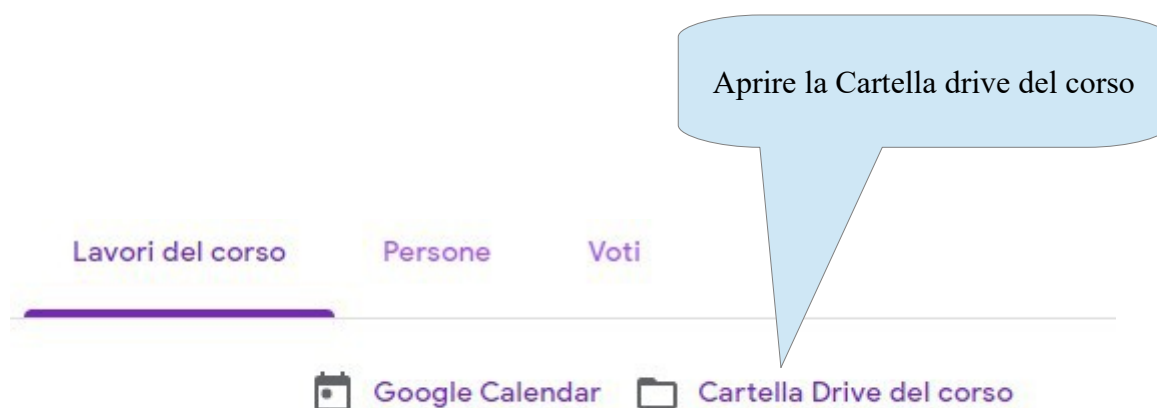 Aprire la Cartella drive del corso
Lavori del corso Persone Voti
Google Calendar Cartella Drive del corso